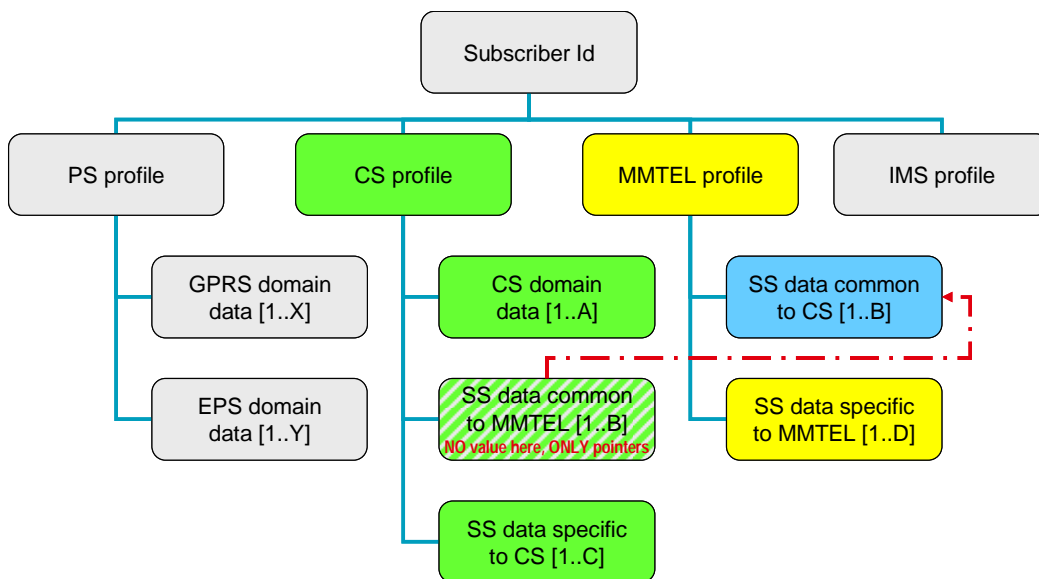 Subscriber Id
PS profile
CS profile
MMTEL profile
IMS profile
GPRS domain
data [1..X]
CS domain
data [1..A]
SS data common
to CS [1..B]
EPS domain
data [1..Y]
SS data common
to MMTEL [1..B]
NO value here, ONLY pointers
SS data specific
to MMTEL [1..D]
SS data specific
to CS [1..C]